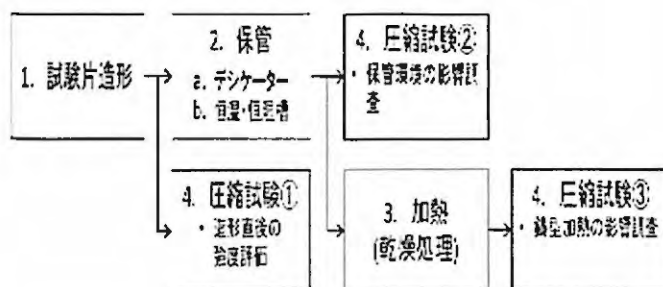 1. 試験片造形
2. 保管
a. デシケーター
b. 恒温・恒湿槽
4. 圧縮試験②
・ 保管環境の影響調
査
4. 圧縮試験①
・ 造形直後の
強度評価
3. 加熱
(乾燥処理)
4. 圧縮試験③
・ 鋳型加熱の影響調査